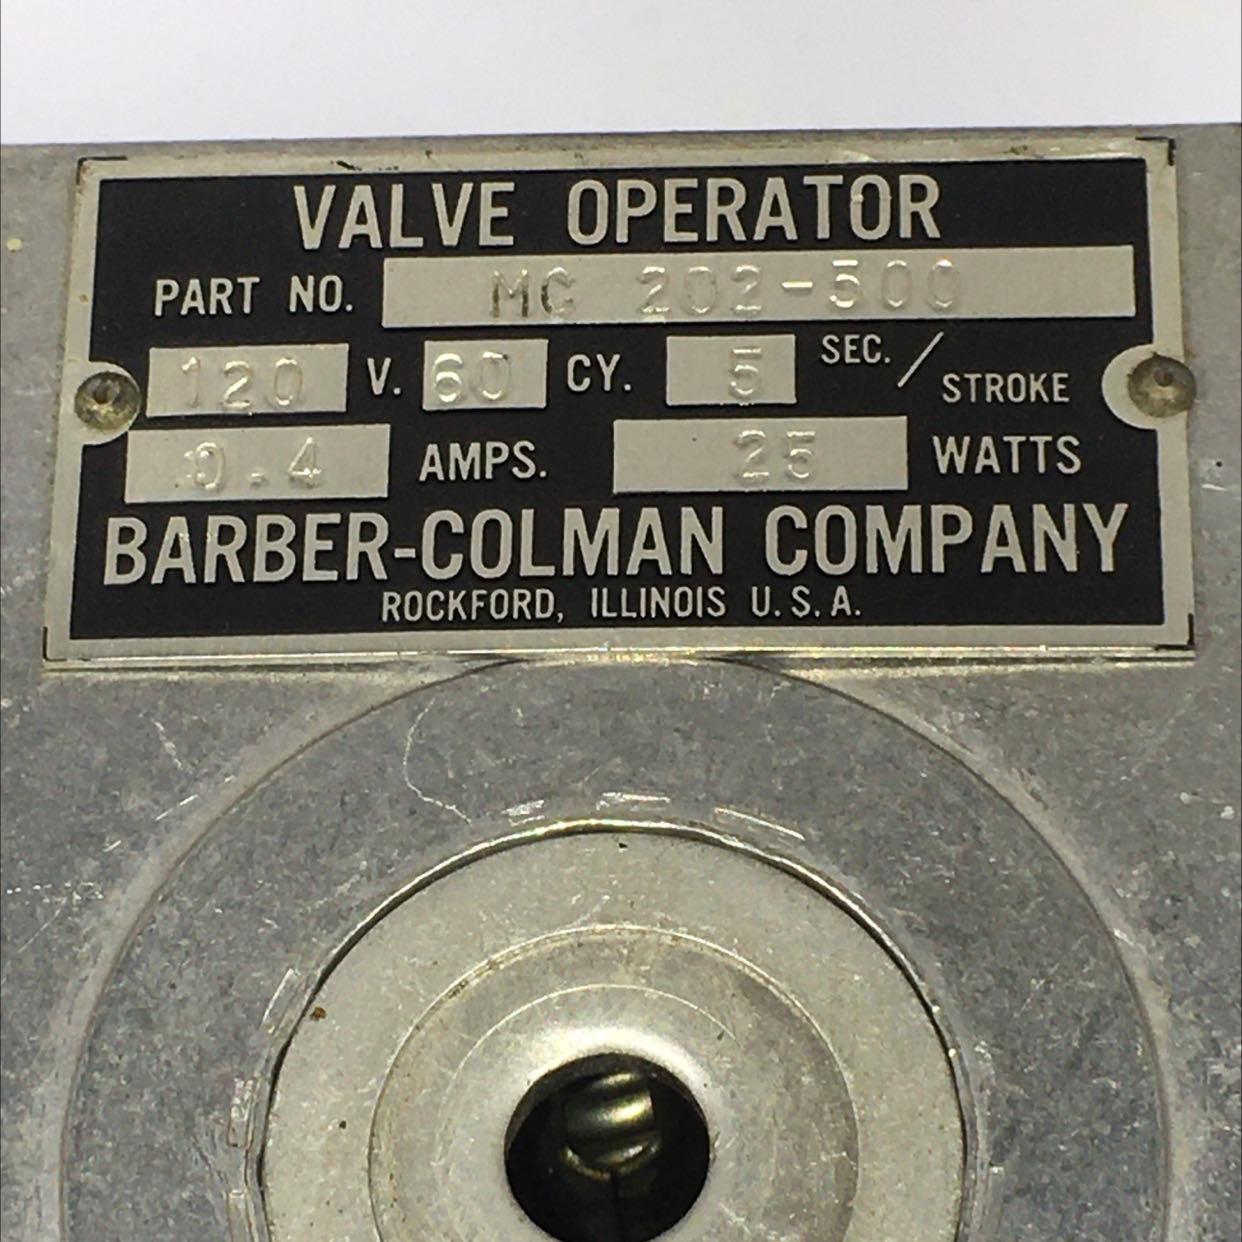 VALVE OPERATOR
PART NO. MC 202-500
120 V. 60 CY. 5 SEC./STROKE
0.4 AMPS. 25 WATTS
BARBER-COLMAN COMPANY
ROCKFORD, ILLINOIS U.S.A.